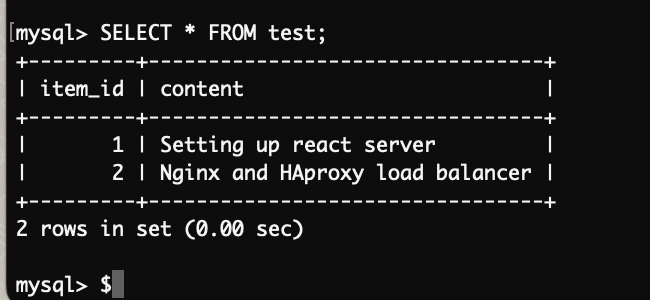 mysql> SELECT * FROM test;
+---------+-------------------------------+
| item_id | content                       |
+---------+-------------------------------+
|       1 | Setting up react server       |
|       2 | Nginx and HAproxy load balancer |
+---------+-------------------------------+
2 rows in set (0.00 sec)
mysql> $